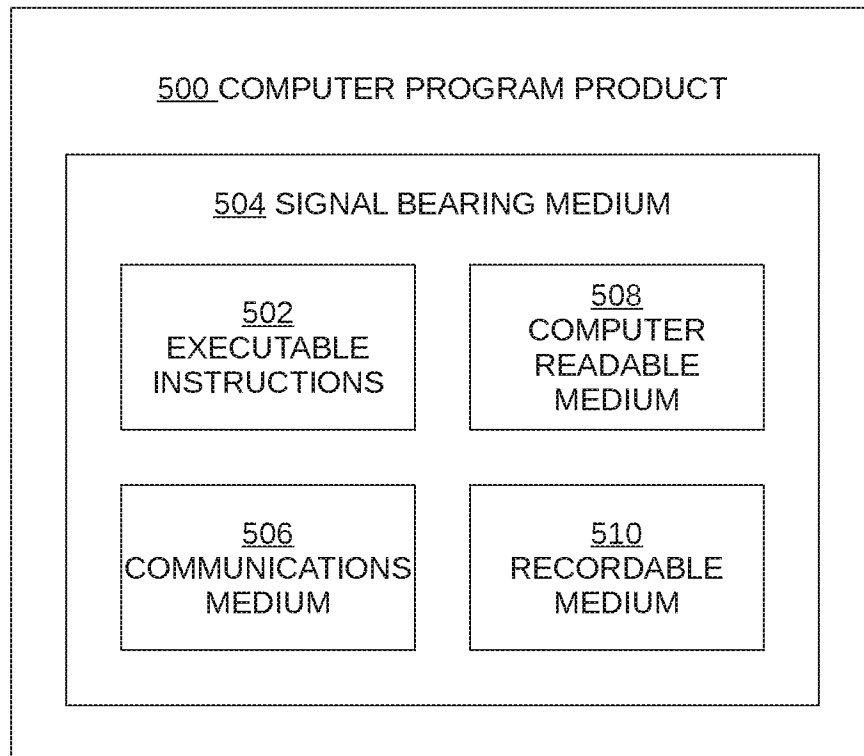 500 COMPUTER PROGRAM PRODUCT
504 SIGNAL BEARING MEDIUM
502
EXECUTABLE
INSTRUCTIONS
508
COMPUTER
READABLE
MEDIUM
506
COMMUNICATIONS
MEDIUM
510
RECORDABLE
MEDIUM